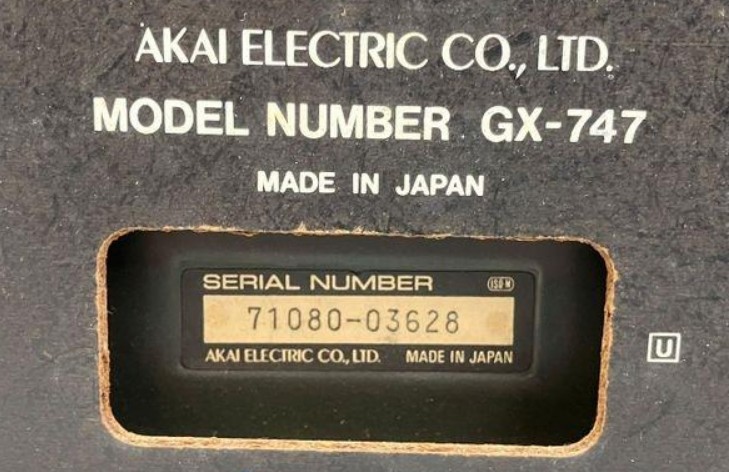 AKAI ELECTRIC CO., LTD.
MODEL NUMBER GX-747
MADE IN JAPAN
SERIAL NUMBER ISO M
71080-03628
AKAI ELECTRIC CO., LTD. MADE IN JAPAN
U